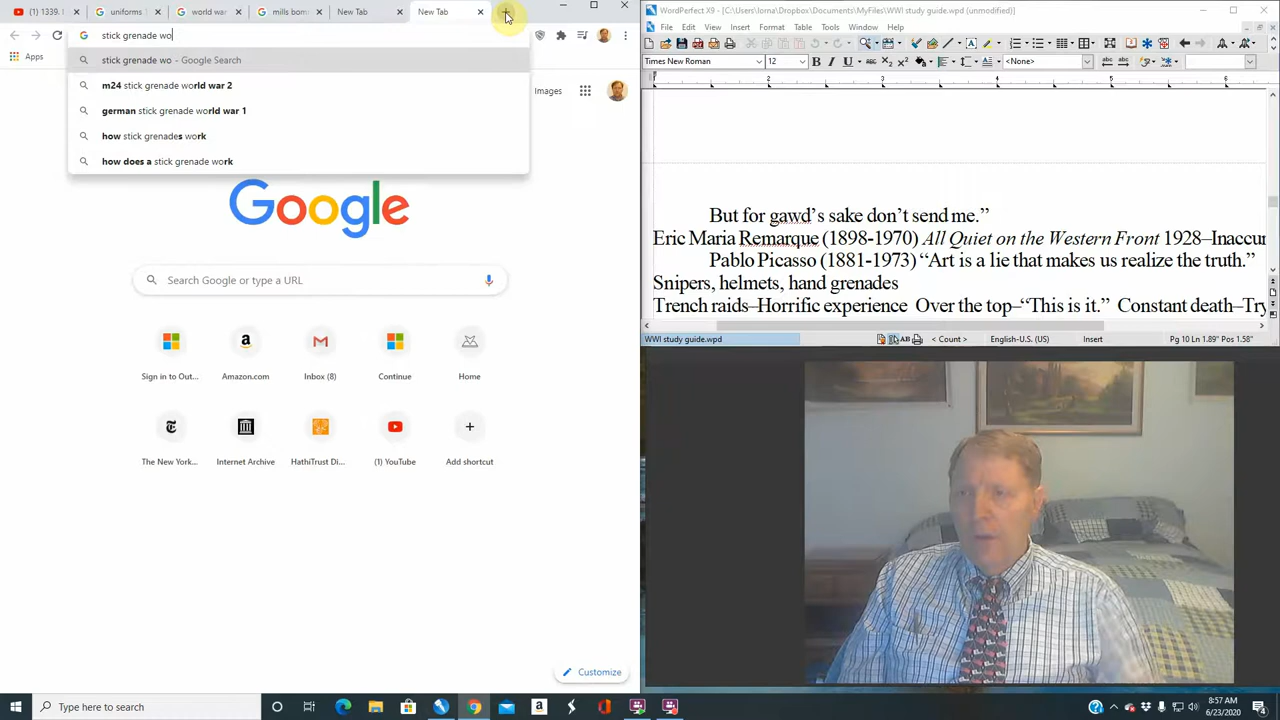 (1) 1339.
uniforms
world war
mills bom
New Tab
New Tab
stick grenade wo
Apps
stick grenade wo - Google Search
m24 stick grenade world war 2
german stick grenade world war 1
how stick grenades work
how does a stick grenade work
Images
Google
Search Google or type a URL
Sign in to Out...
Amazon.com
Inbox (8)
Continue
Home
The New York...
Internet Archive
HathiTrust Di...
(1) YouTube
Add shortcut
Customize
WordPerfect X9 - [C:\Users\lorna\Dropbox\Documents\MyFiles\WWI study guide.wpd (unmodified)]
File Edit View Insert Format Table Tools Window Help
Times New Roman 12 B I U <None>
2 3 4 5 6
But for gawd's sake don't send me.”
Eric Maria Remarque (1898-1970) All Quiet on the Western Front 1928–Inaccur
Pablo Picasso (1881-1973) “Art is a lie that makes us realize the truth.”
Snipers, helmets, hand grenades
Trench raids–Horrific experience Over the top–“This is it.” Constant death–Try
WWI study guide.wpd
AB
< Count >
English-U.S. (US)
Insert
Pg 10 Ln 1.89" Pos 1.58"
Type here to search
8:57 AM
6/23/2020